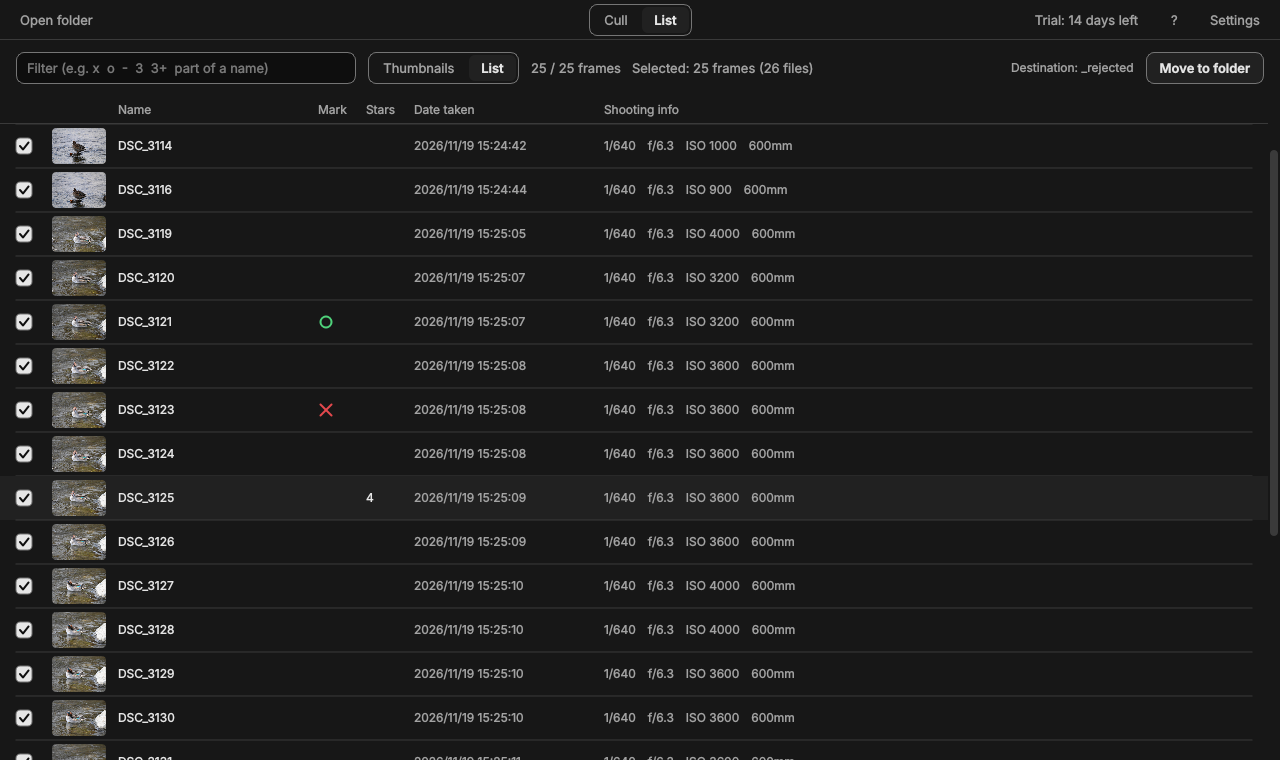 Open folder Cull List Trial: 14 days left ? Settings
Filter (e.g. x o - 3 3+ part of a name) Thumbnails List 25 / 25 frames Selected: 25 frames (26 files) Destination: _rejected Move to folder
Name Mark Stars Date taken Shooting info
DSC_3114 2026/11/19 15:24:42 1/640 f/6.3 ISO 1000 600mm
DSC_3116 2026/11/19 15:24:44 1/640 f/6.3 ISO 900 600mm
DSC_3119 2026/11/19 15:25:05 1/640 f/6.3 ISO 4000 600mm
DSC_3120 2026/11/19 15:25:07 1/640 f/6.3 ISO 3200 600mm
DSC_3121 2026/11/19 15:25:07 1/640 f/6.3 ISO 3200 600mm
DSC_3122 2026/11/19 15:25:08 1/640 f/6.3 ISO 3600 600mm
DSC_3123 2026/11/19 15:25:08 1/640 f/6.3 ISO 3600 600mm
DSC_3124 2026/11/19 15:25:08 1/640 f/6.3 ISO 3600 600mm
DSC_3125 4 2026/11/19 15:25:09 1/640 f/6.3 ISO 3600 600mm
DSC_3126 2026/11/19 15:25:09 1/640 f/6.3 ISO 3600 600mm
DSC_3127 2026/11/19 15:25:10 1/640 f/6.3 ISO 4000 600mm
DSC_3128 2026/11/19 15:25:10 1/640 f/6.3 ISO 4000 600mm
DSC_3129 2026/11/19 15:25:10 1/640 f/6.3 ISO 3600 600mm
DSC_3130 2026/11/19 15:25:10 1/640 f/6.3 ISO 3600 600mm